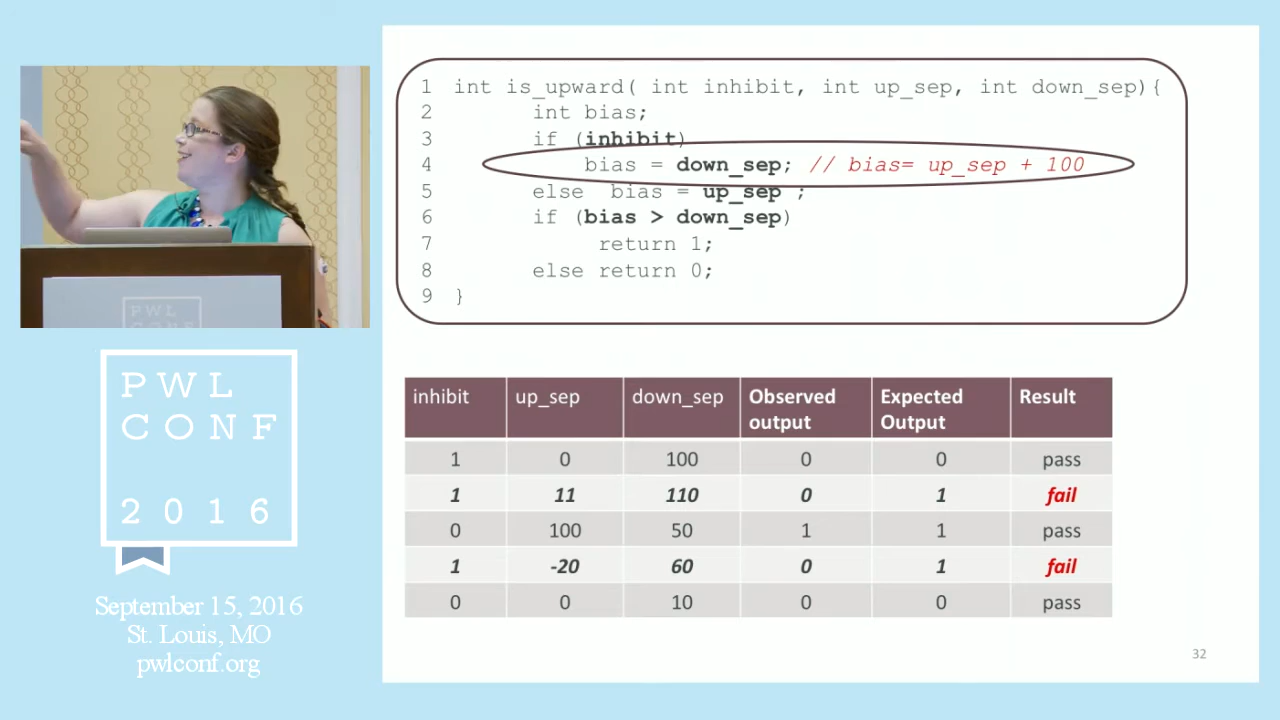 1 int is_upward( int inhibit, int up_sep, int down_sep){
2 int bias;
3 if (inhibit)
4 bias = down_sep; // bias= up_sep + 100
5 else bias = up_sep ;
6 if (bias > down_sep)
7 return 1;
8 else return 0;
9 }
PWL
CONF
PWL
CONF
2016
September 15, 2016
St. Louis, MO
pwlconf.org
inhibit up_sep down_sep Observed output Expected Output Result
1 0 100 0 0 pass
1 11 110 0 1 fail
0 100 50 1 1 pass
1 -20 60 0 1 fail
0 0 10 0 0 pass
32